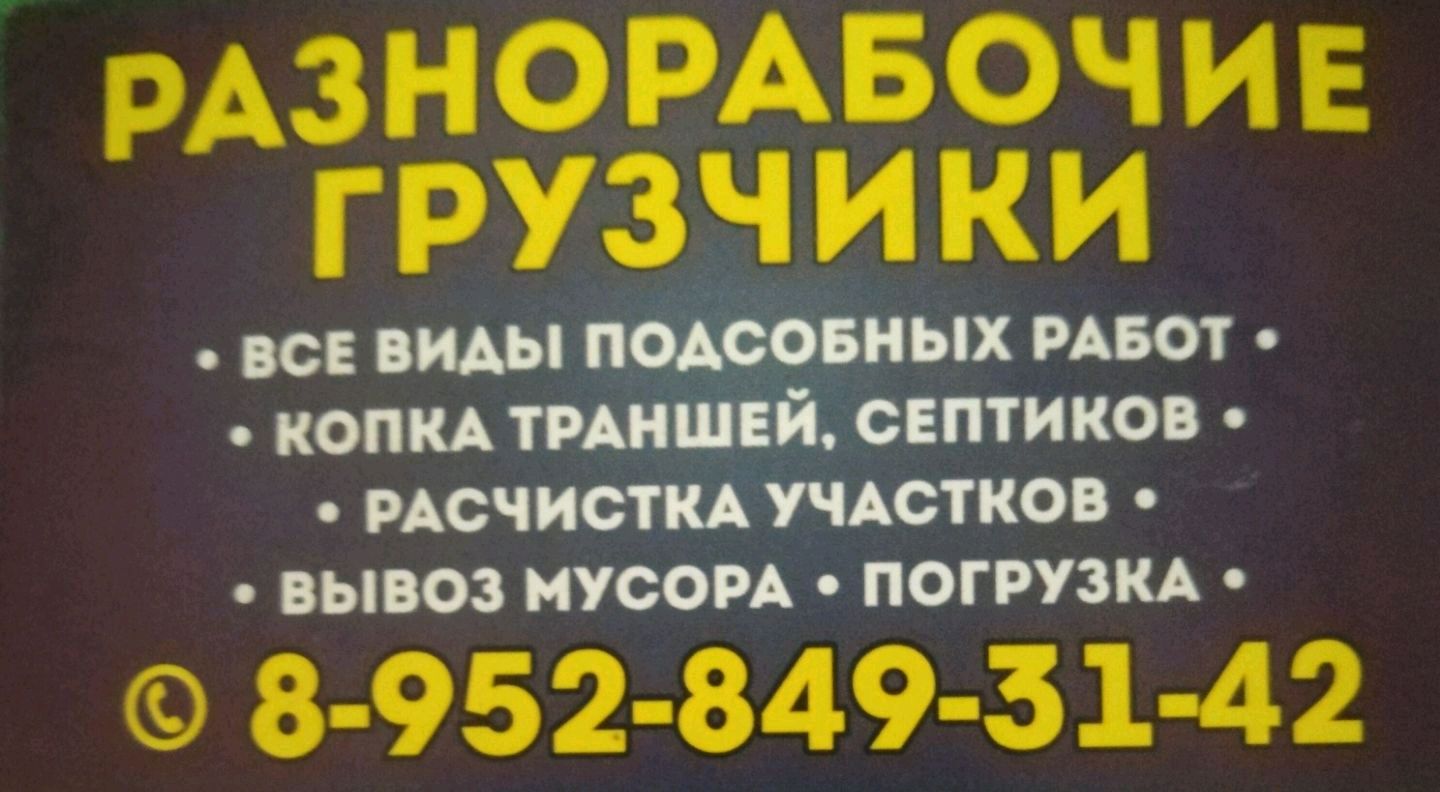 РАЗНОРАБОЧИЕ
ГРУЗЧИКИ
• ВСЕ ВИДЫ ПОДСОБНЫХ РАБОТ •
• КОПКА ТРАНШЕЙ, СЕПТИКОВ •
• РАСЧИСТКА УЧАСТКОВ •
• ВЫВОЗ МУСОРА • ПОГРУЗКА •
8-952-849-31-42